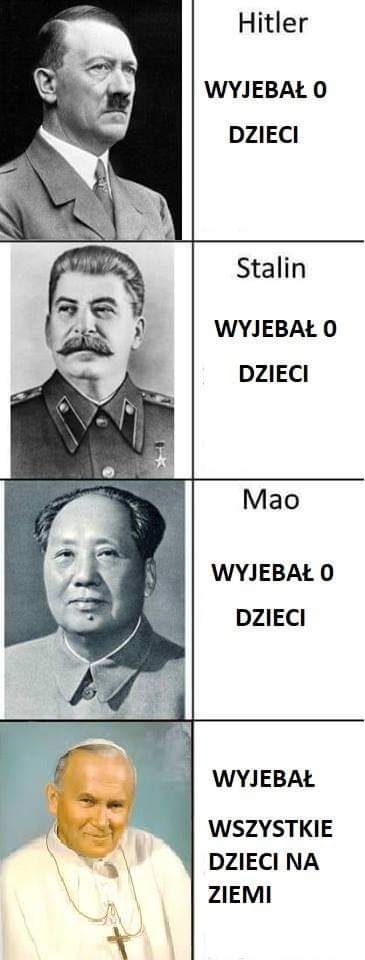 Hitler
WYJEBAŁ 0
DZIECI
Stalin
WYJEBAŁ 0
DZIECI
Mao
WYJEBAŁ 0
DZIECI
WYJEBAŁ
WSZYSTKIE
DZIECI NA
ZIEMI